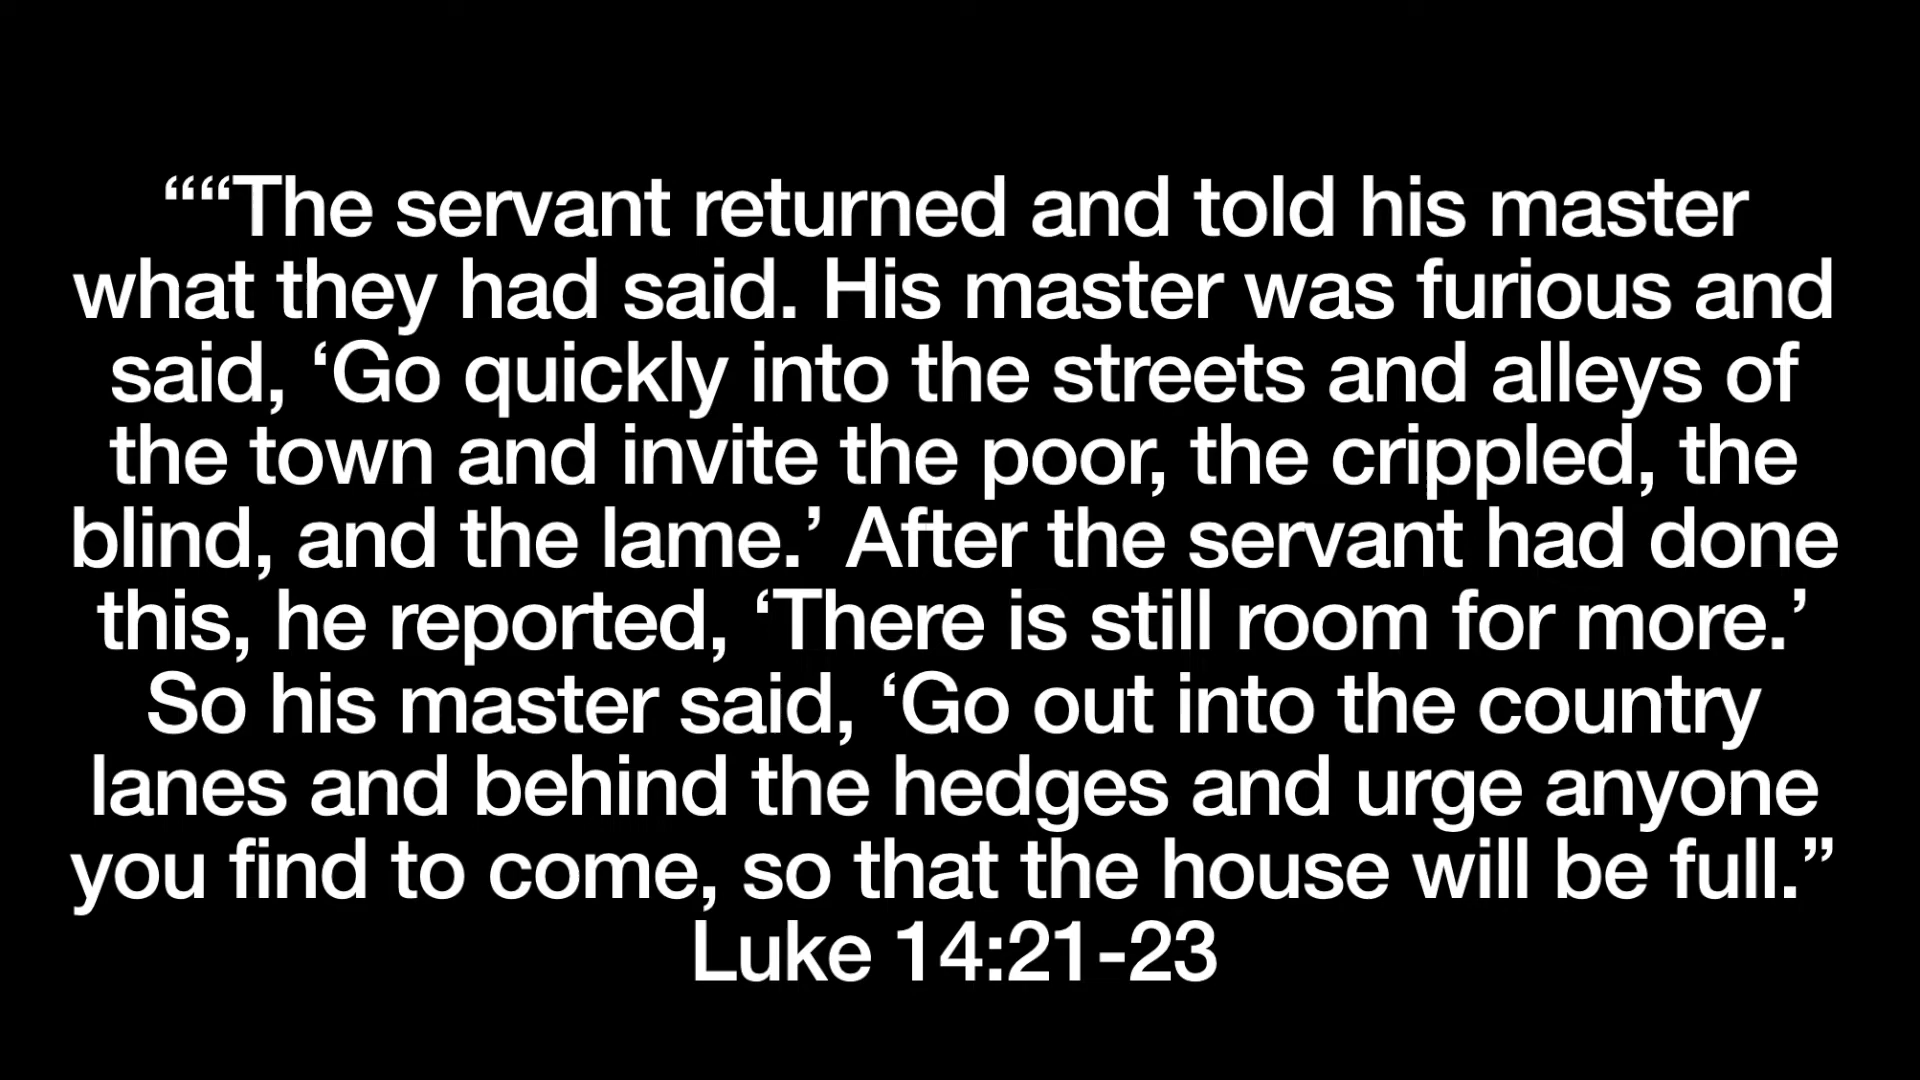 ““The servant returned and told his master
what they had said. His master was furious and
said, ‘Go quickly into the streets and alleys of
the town and invite the poor, the crippled, the
blind, and the lame.’ After the servant had done
this, he reported, ‘There is still room for more.’
So his master said, ‘Go out into the country
lanes and behind the hedges and urge anyone
you find to come, so that the house will be full.”
Luke 14:21-23